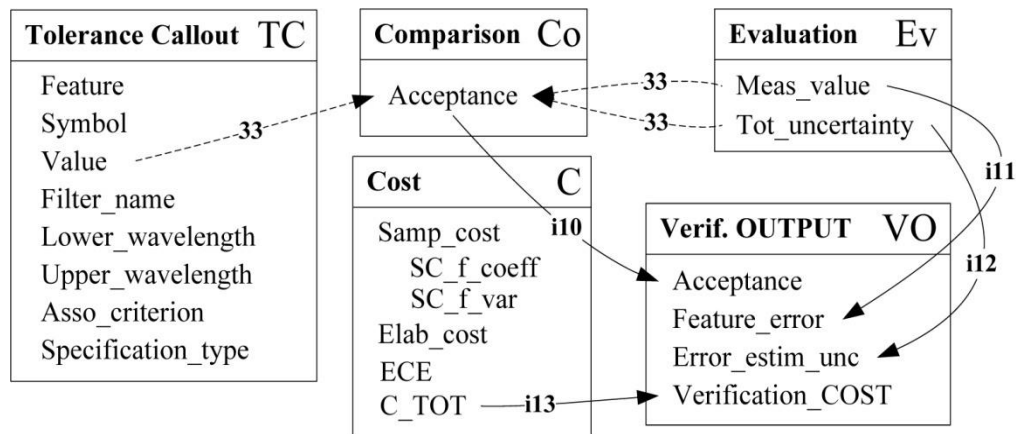 Tolerance Callout TC
Feature
Symbol
Value
Filter_name
Lower_wavelength
Upper_wavelength
Asso_criterion
Specification_type
33
Comparison Co
Acceptance
33
33
Evaluation Ev
Meas_value
Tot_uncertainty
Cost C
Samp_cost
SC_f_coeff
SC_f_var
Elab_cost
ECE
C_TOT
i10
i11
i12
i13
Verif. OUTPUT VO
Acceptance
Feature_error
Error_estim_unc
Verification_COST